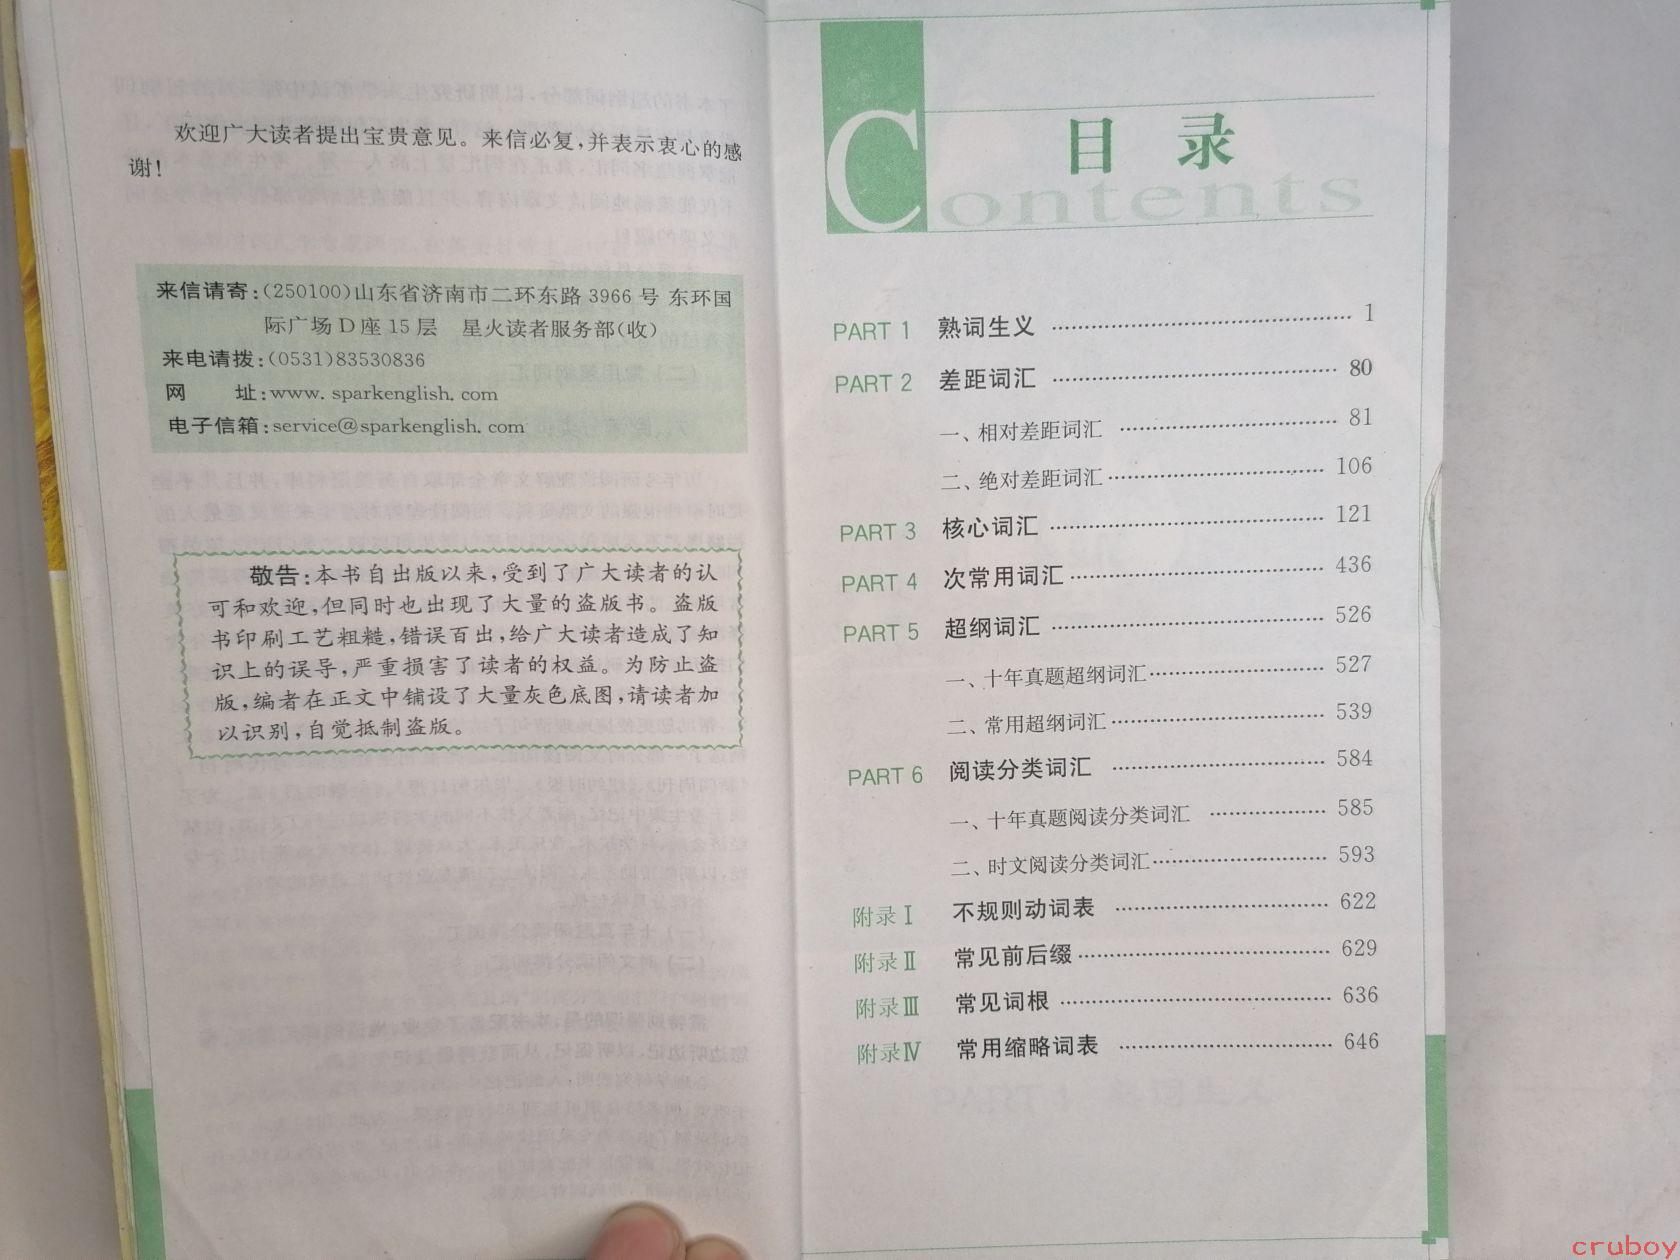 欢迎广大读者提出宝贵意见。来信必复,并表示衷心的感
谢!
来信请寄:(250100)山东省济南市二环东路 3966 号 东环国
际广场 D 座 15 层 星火读者服务部(收)
来电请拨:(0531)83530836
网 址:www. sparkenglish. com
电子信箱:service@sparkenglish. com
敬告:本书自出版以来,受到了广大读者的认
可和欢迎,但同时也出现了大量的盗版书。盗版
书印刷工艺粗糙,错误百出,给广大读者造成了知
识上的误导,严重损害了读者的权益。为防止盗
版,编者在正文中铺设了大量灰色底图,请读者加
以识别,自觉抵制盗版。
目 录
Contents
PART 1 熟词生义 …………………………………… 1
PART 2 差距词汇 …………………………………… 80
一、相对差距词汇 ………………………… 81
二、绝对差距词汇………………………… 106
PART 3 核心词汇 ………………………………… 121
PART 4 次常用词汇……………………………… 436
PART 5 超纲词汇 ………………………………… 526
一、十年真题超纲词汇…………………… 527
二、常用超纲词汇………………………… 539
PART 6 阅读分类词汇 ………………………… 584
一、十年真题阅读分类词汇 …………… 585
二、时文阅读分类词汇…………………… 593
附录Ⅰ 不规则动词表 ………………………… 622
附录Ⅱ 常见前后缀……………………………… 629
附录Ⅲ 常见词根 ………………………………… 636
附录Ⅳ 常用缩略词表 ………………………… 646
cruboy